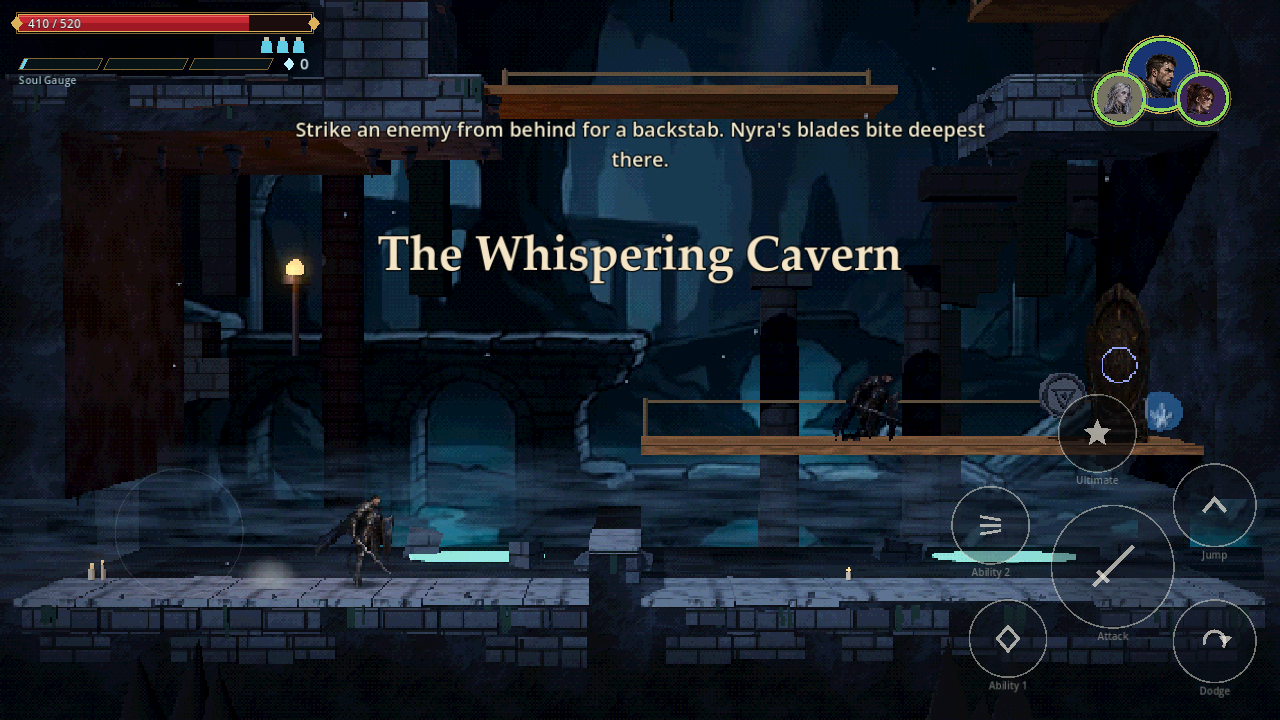 410 / 520
0
Soul Gauge
Strike an enemy from behind for a backstab. Nyra's blades bite deepest
there.
The Whispering Cavern
Ultimate
Ability 2
Jump
Attack
Ability 1
Dodge